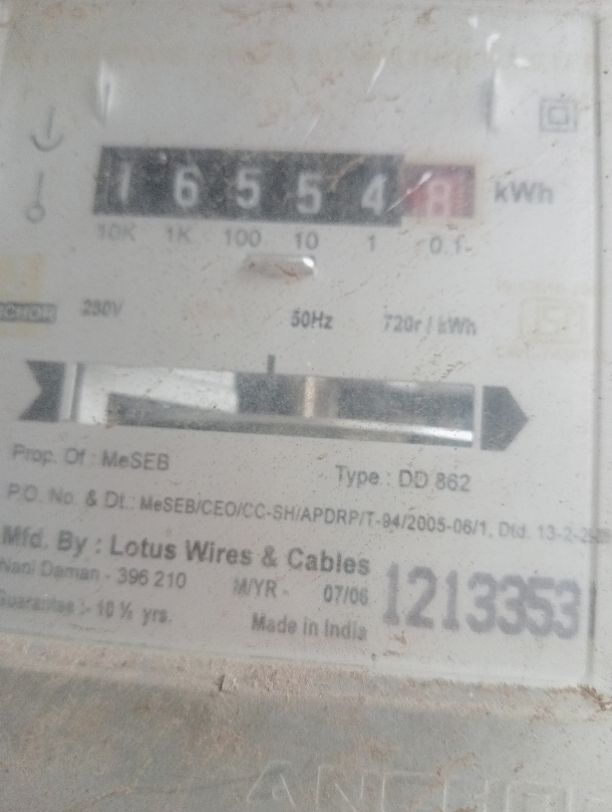 1 6 5 5 4 8 kWh
10K 1K 100 10 1 0.1
ANCHOR 250V 50Hz 720r / kWh
Prop. Of : MeSEB
Type : DD 862
P.O. No. & Dt.: MeSEB/CEO/CC-SH/APDRP/T-94/2005-06/1, Dtd. 13-2-
Mfd. By : Lotus Wires & Cables
Nani Daman - 396 210 M/YR - 07/06
1213353
Guarantee :- 10 ½ yrs. Made in India
ANCHO